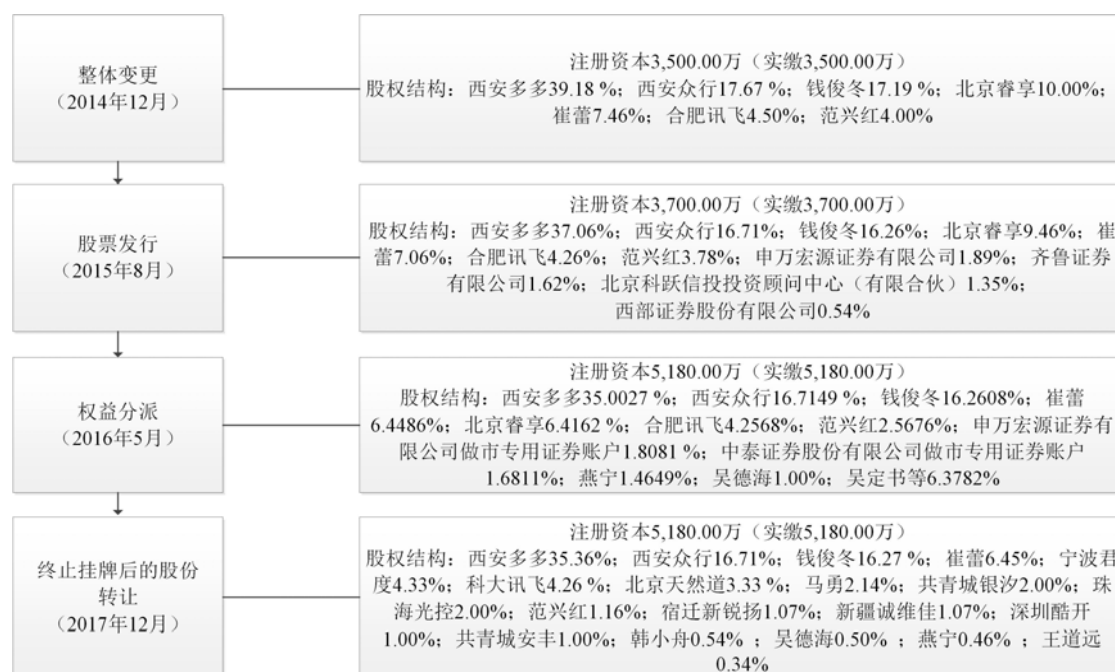 整体变更
（2014年12月）
注册资本3,500.00万（实缴3,500.00万）
股权结构：西安多多39.18 %；西安众行17.67 %；钱俊冬17.19 %；北京睿享10.00%；
崔蕾7.46%；合肥讯飞4.50%；范兴红4.00%
股票发行
（2015年8月）
注册资本3,700.00万（实缴3,700.00万）
股权结构：西安多多37.06%；西安众行16.71%；钱俊冬16.26%；北京睿享9.46%；崔
蕾7.06%；合肥讯飞4.26%；范兴红3.78%；申万宏源证券有限公司1.89%；齐鲁证券
有限公司1.62%；北京科跃信投投资顾问中心（有限合伙）1.35%；
西部证券股份有限公司0.54%
权益分派
（2016年5月）
注册资本5,180.00万（实缴5,180.00万）
股权结构：西安多多35.0027 %；西安众行16.7149 %；钱俊冬16.2608%；崔蕾
6.4486%；北京睿享6.4162 %；合肥讯飞4.2568%；范兴红2.5676%；申万宏源证券有
限公司做市专用证券账户1.8081 %；中泰证券股份有限公司做市专用证券账户
1.6811%；燕宁1.4649%；吴德海1.00%；吴定书等6.3782%
终止挂牌后的股份
转让
（2017年12月）
注册资本5,180.00万（实缴5,180.00万）
股权结构：西安多多35.36%；西安众行16.71%；钱俊冬16.27 %；崔蕾6.45%；宁波君
度4.33%；科大讯飞4.26 %；北京天然道3.33 %；马勇2.14%；共青城银汐2.00%；珠
海光控2.00%；范兴红1.16%；宿迁新锐扬1.07%；新疆诚维佳1.07%；深圳酷开
1.00%；共青城安丰1.00%；韩小舟0.54% ；吴德海0.50% ；燕宁0.46% ；王道远
0.34%